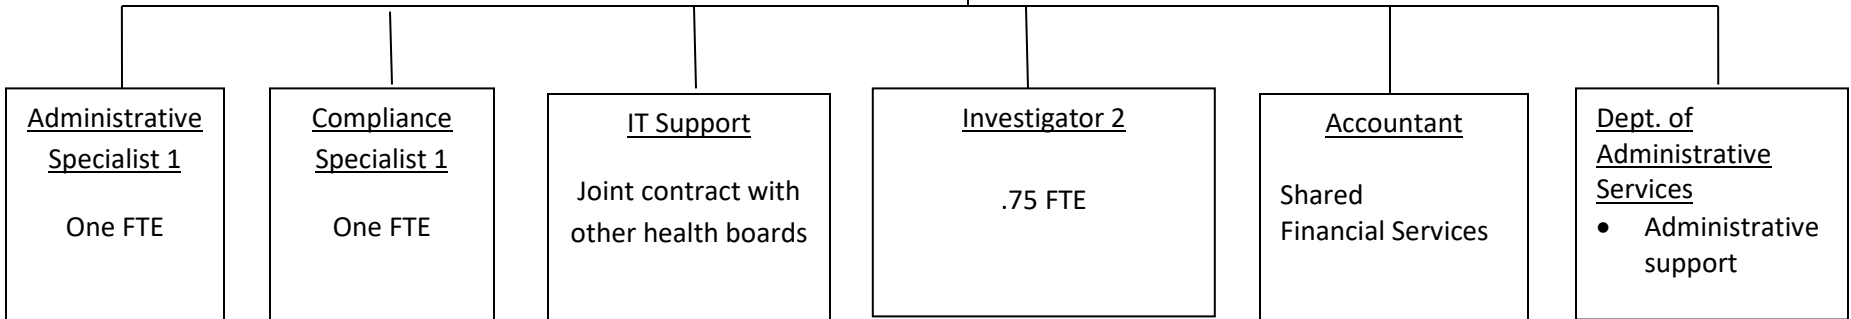 Administrative
Specialist 1
One FTE
Compliance
Specialist 1
One FTE
IT Support
Joint contract with
other health boards
Investigator 2
.75 FTE
Accountant
Shared
Financial Services
Dept. of
Administrative
Services
• Administrative
support